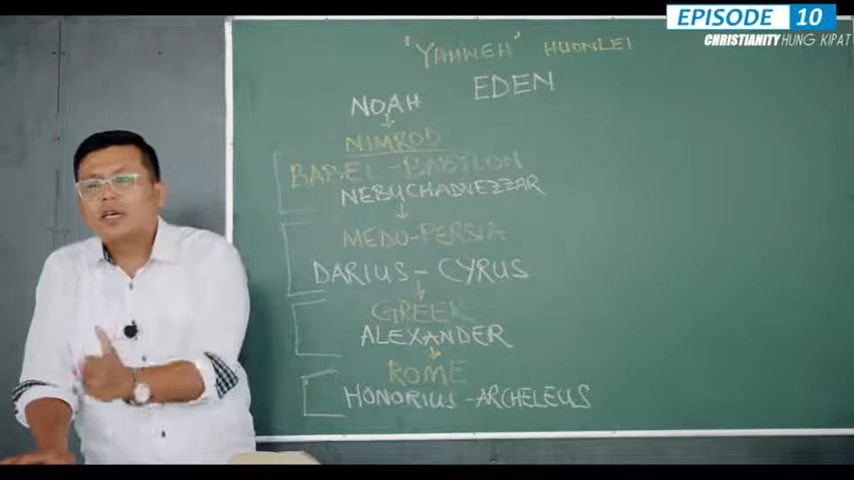 EPISODE 10
CHRISTIANITY HUNG KIPAT
"YAHWEH" HUONLEI
EDEN
NOAH
↓
NIMROD
BABEL - BABYLON
NEBUCHADNEZZAR
↓
MEDO-PERSIA
DARIUS - CYRUS
↓
GREEK
ALEXANDER
↓
ROME
HONORIUS - ARCHELEUS